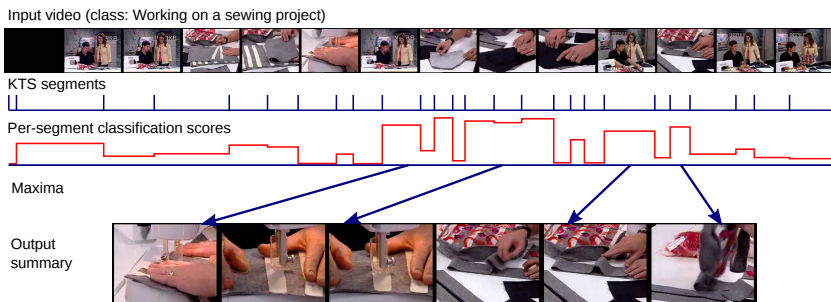 Input video (class: Working on a sewing project)
KTS segments
Per-segment classification scores
Maxima
Output
summary